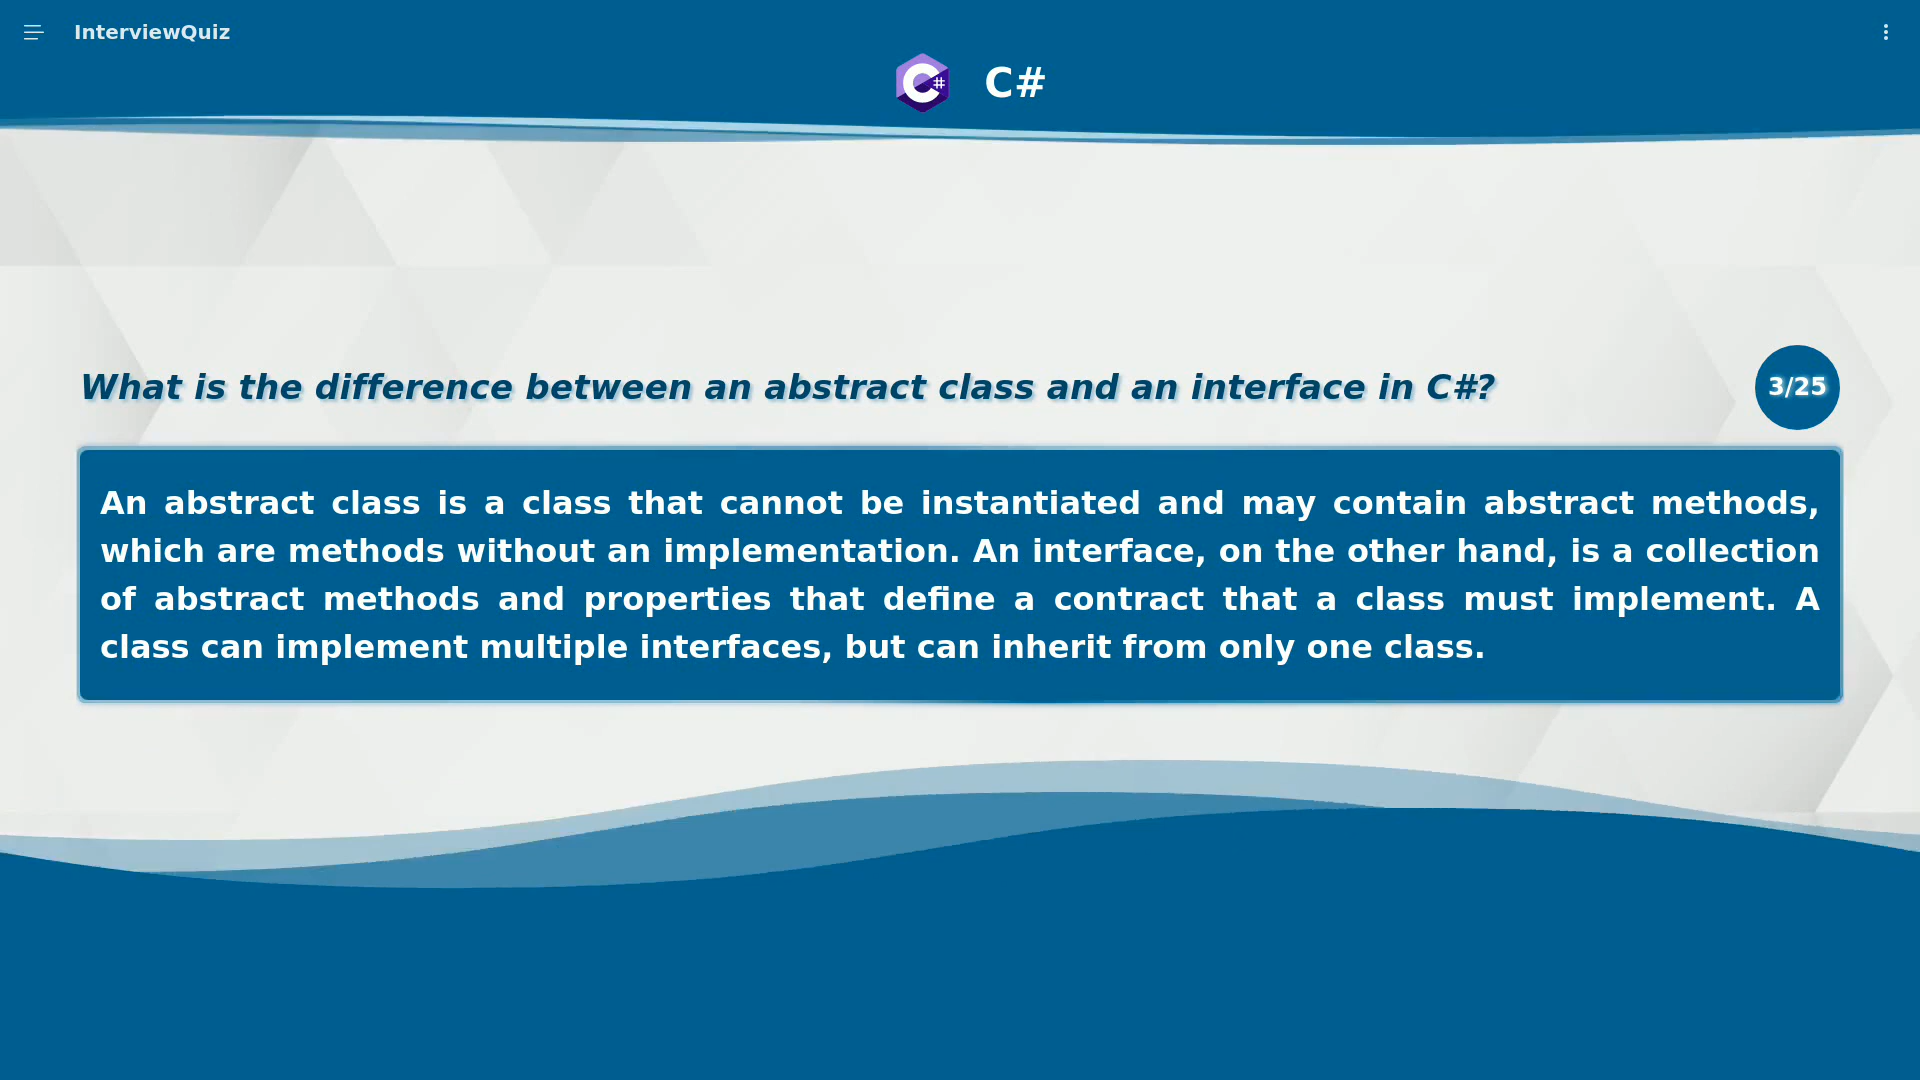 InterviewQuiz
C#
What is the difference between an abstract class and an interface in C#?
3/25
An abstract class is a class that cannot be instantiated and may contain abstract methods,
which are methods without an implementation. An interface, on the other hand, is a collection
of abstract methods and properties that define a contract that a class must implement. A
class can implement multiple interfaces, but can inherit from only one class.